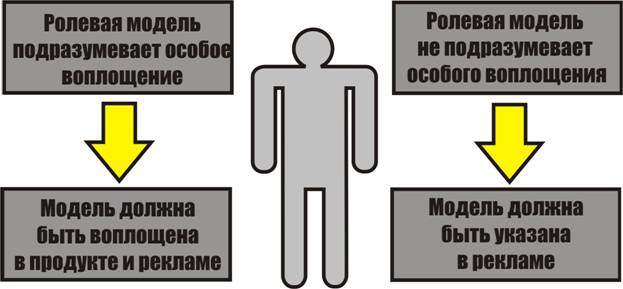 Ролевая модель
подразумевает особое
воплощение
Ролевая модель
не подразумевает
особого воплощения
Модель должна
быть воплощена
в продукте и рекламе
Модель должна
быть указана
в рекламе